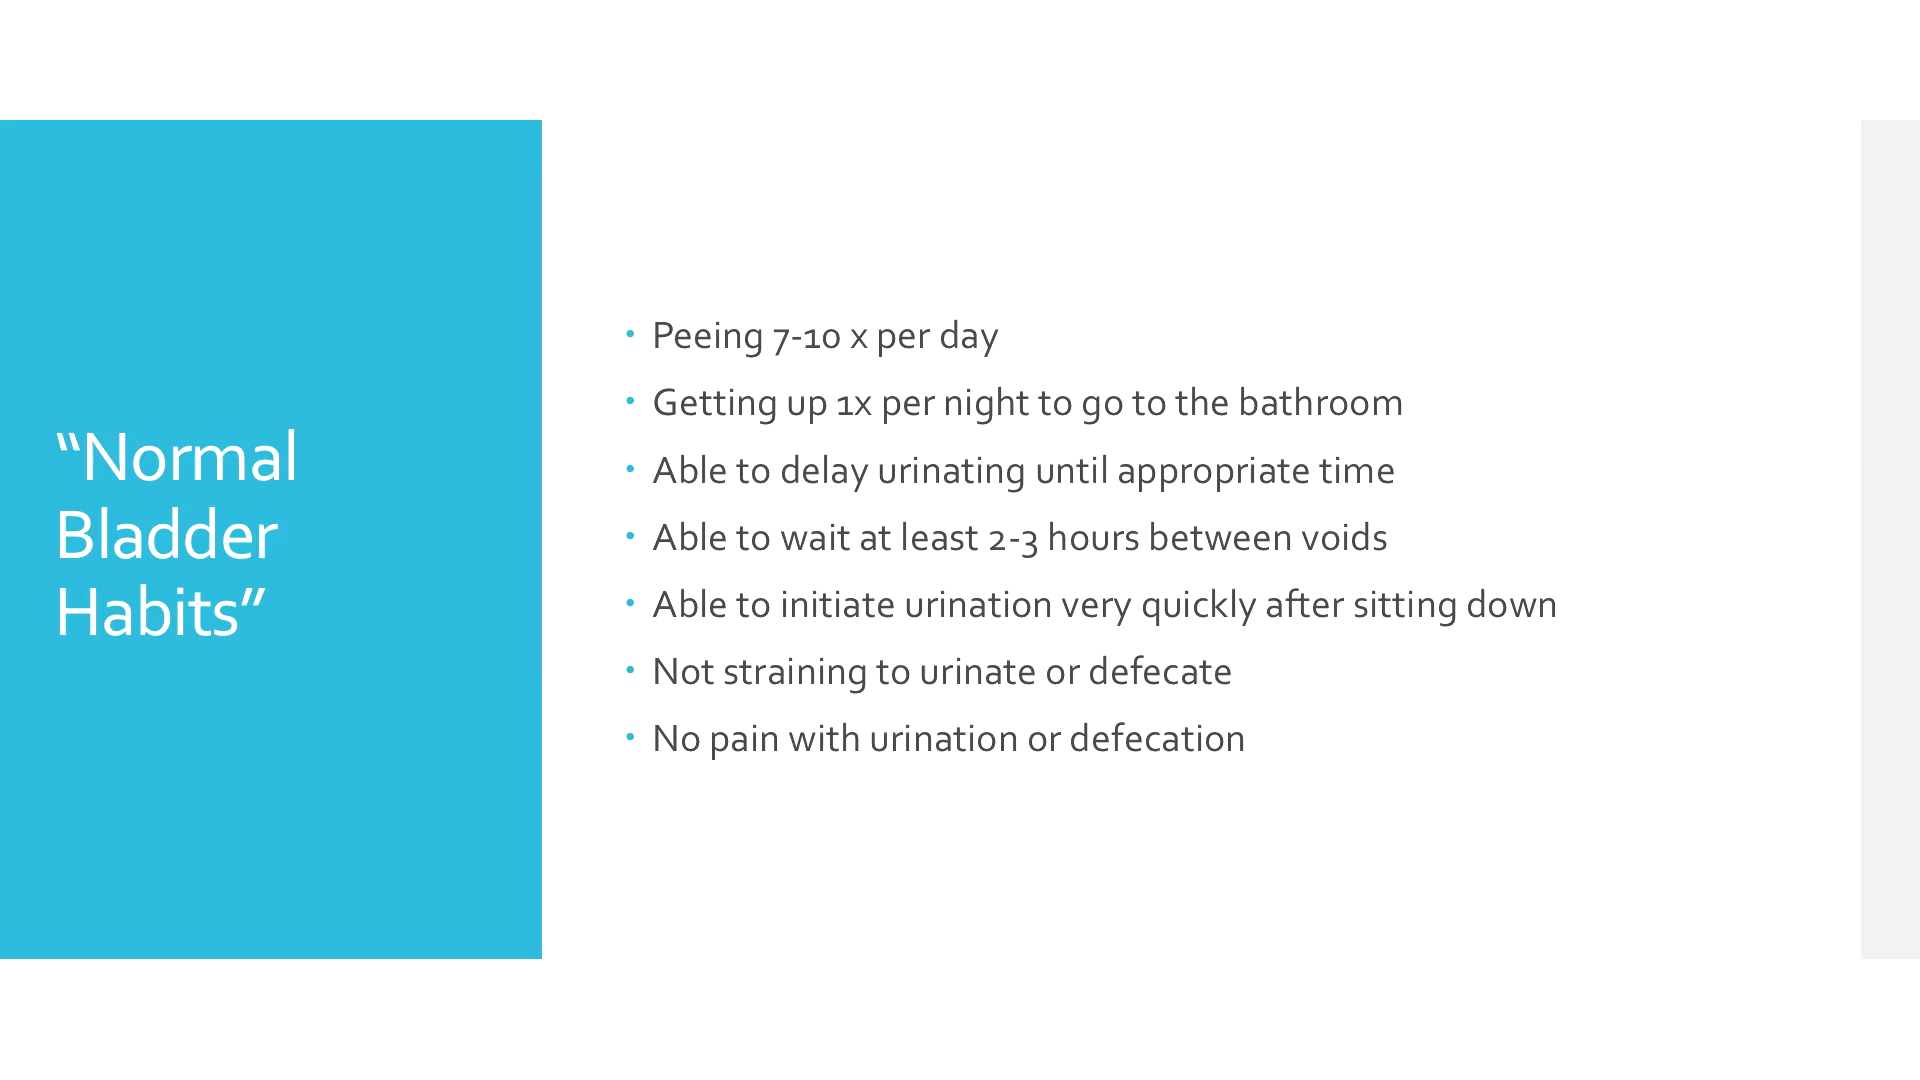 “Normal
Bladder
Habits”
• Peeing 7-10 x per day
• Getting up 1x per night to go to the bathroom
• Able to delay urinating until appropriate time
• Able to wait at least 2-3 hours between voids
• Able to initiate urination very quickly after sitting down
• Not straining to urinate or defecate
• No pain with urination or defecation